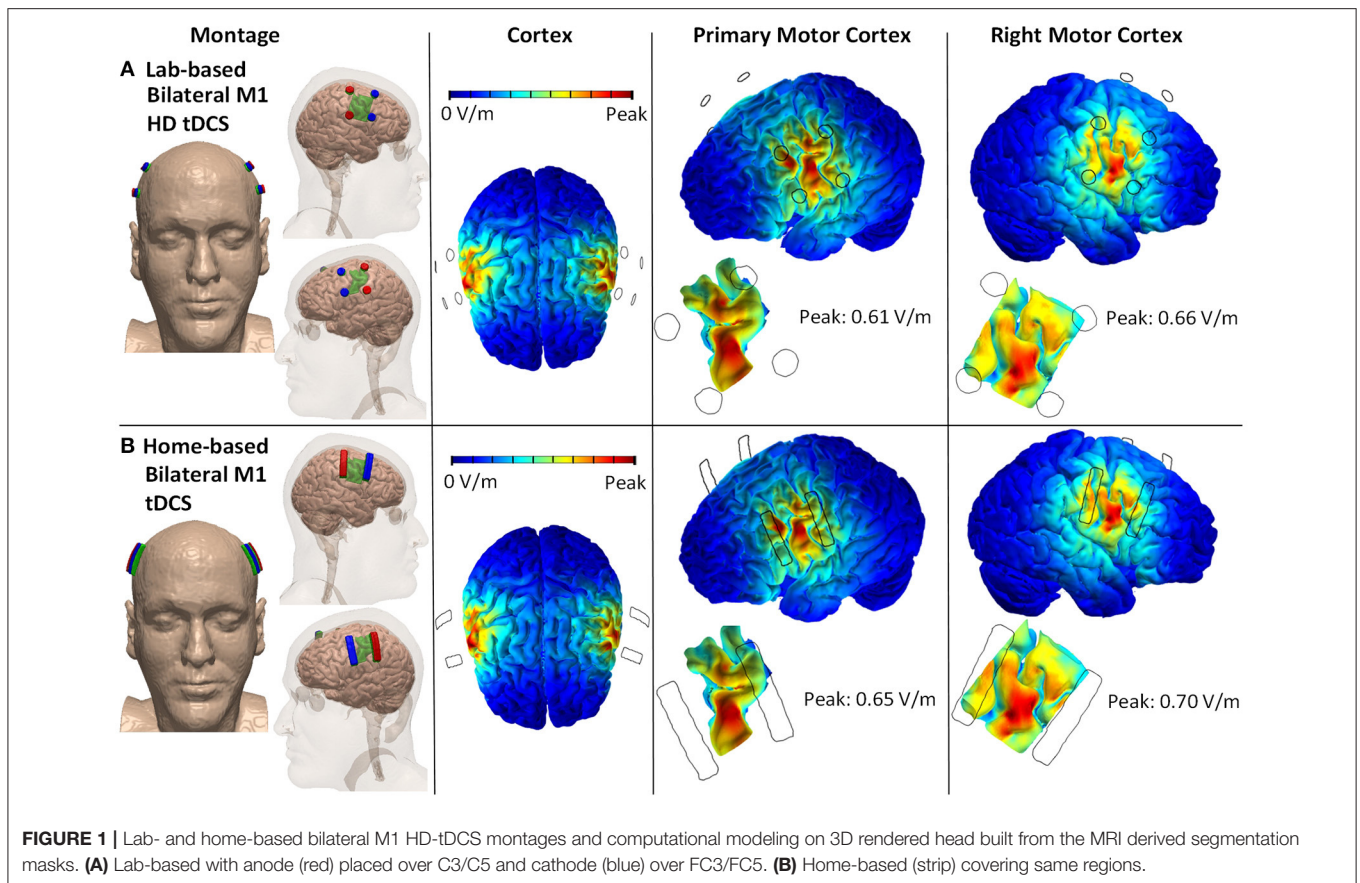 Montage
Cortex
Primary Motor Cortex
Right Motor Cortex
A Lab-based
Bilateral M1
HD tDCS
0 V/m
Peak
Peak: 0.61 V/m
Peak: 0.66 V/m
B Home-based
Bilateral M1
tDCS
0 V/m
Peak
Peak: 0.65 V/m
Peak: 0.70 V/m
FIGURE 1 | Lab- and home-based bilateral M1 HD-tDCS montages and computational modeling on 3D rendered head built from the MRI derived segmentation
masks. (A) Lab-based with anode (red) placed over C3/C5 and cathode (blue) over FC3/FC5. (B) Home-based (strip) covering same regions.